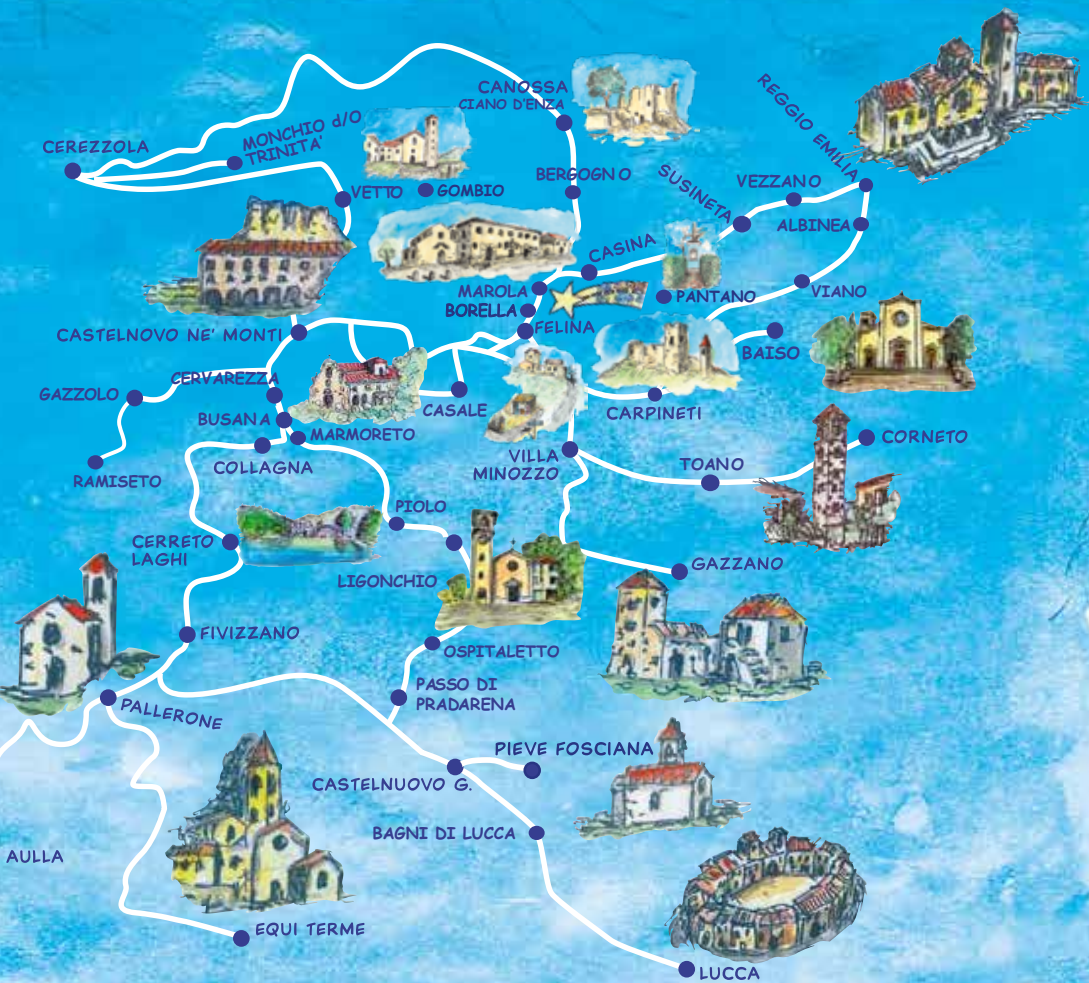 CANOSSA
CIANO D'ENZA
REGGIO EMILIA
MONCHIO d/O
TRINITA'
CEREZZOLA
BERGOGNO
SUSINETA
VEZZANO
VETTO
GOMBIO
ALBINEA
CASINA
MAROLA
PANTANO
VIANO
BORELLA
FELINA
CASTELNOVO NE' MONTI
BAISO
CERVAREZZA
GAZZOLO
CASALE
CARPINETI
BUSANA
MARMORETO
CORNETO
COLLAGNA
VILLA
MINOZZO
TOANO
RAMISETO
PIOLO
CERRETO
LAGHI
GAZZANO
LIGONCHIO
FIVIZZANO
OSPITALETTO
PASSO DI
PRADARENA
PALLERONE
PIEVE FOSCIANA
CASTELNUOVO G.
BAGNI DI LUCCA
AULLA
EQUI TERME
LUCCA